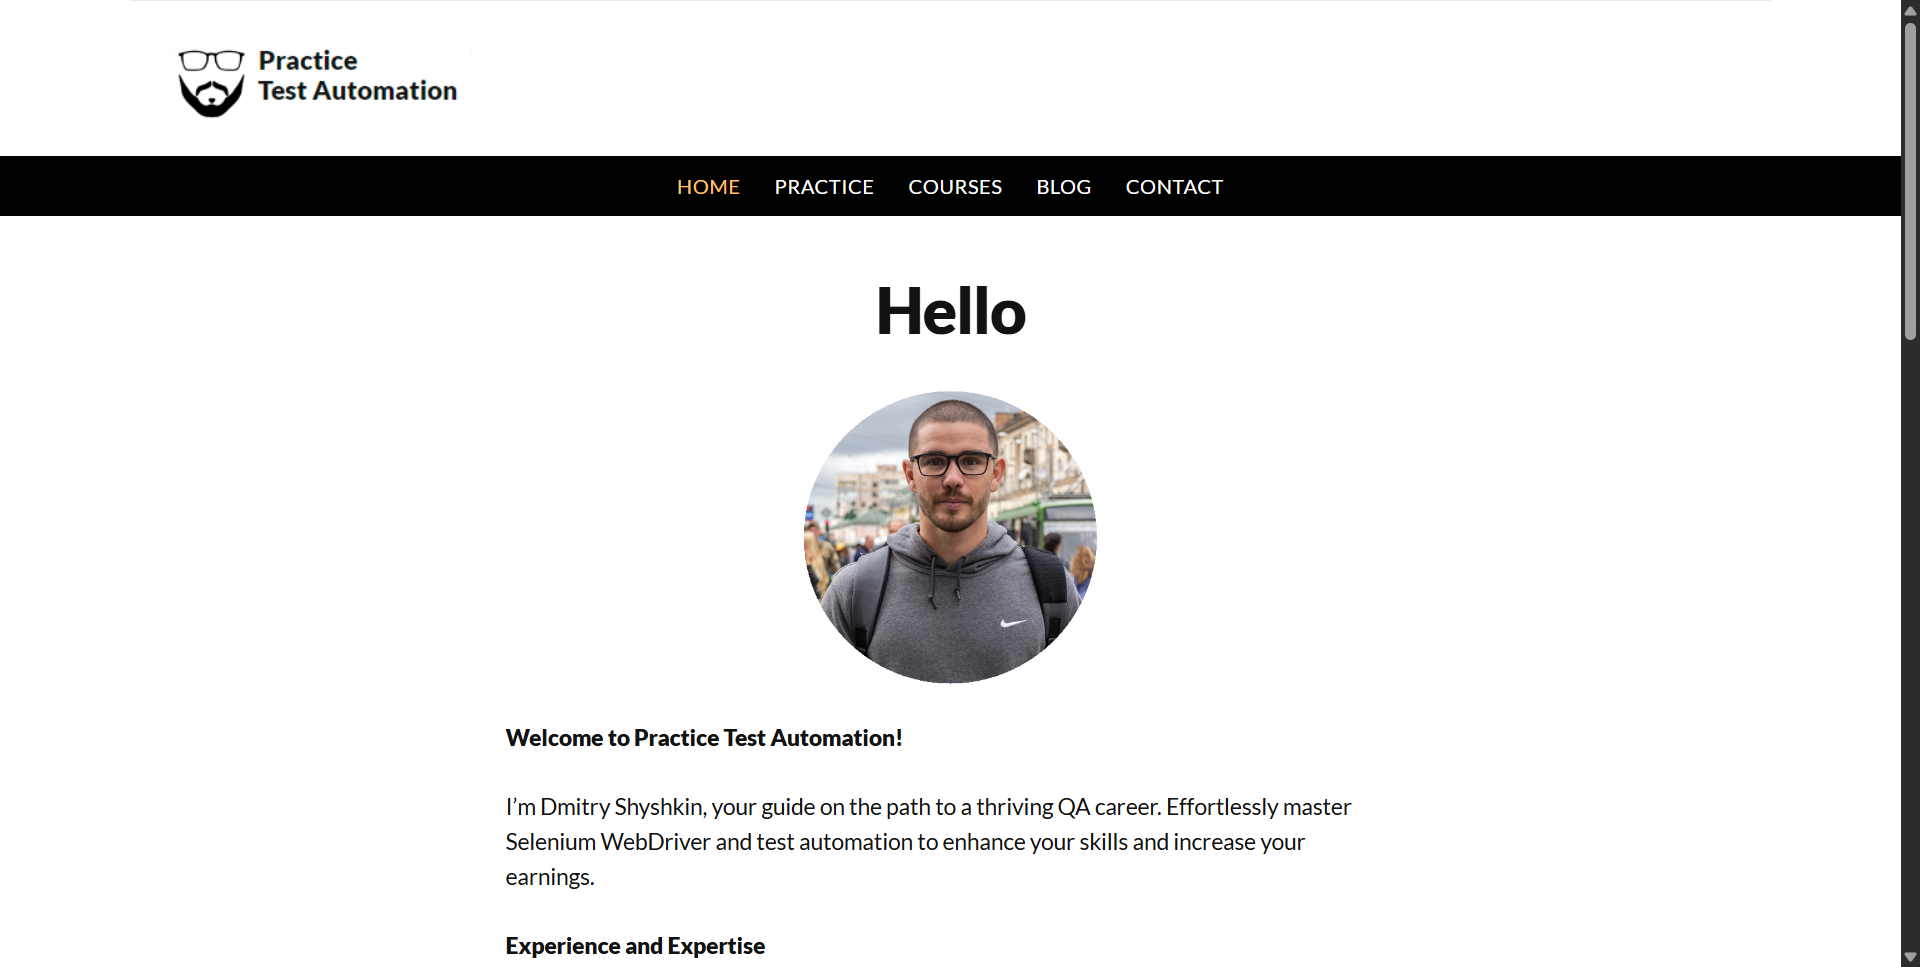 Practice
Test Automation
HOME PRACTICE COURSES BLOG CONTACT
Hello
Welcome to Practice Test Automation!
I’m Dmitry Shyshkin, your guide on the path to a thriving QA career. Effortlessly master
Selenium WebDriver and test automation to enhance your skills and increase your
earnings.
Experience and Expertise